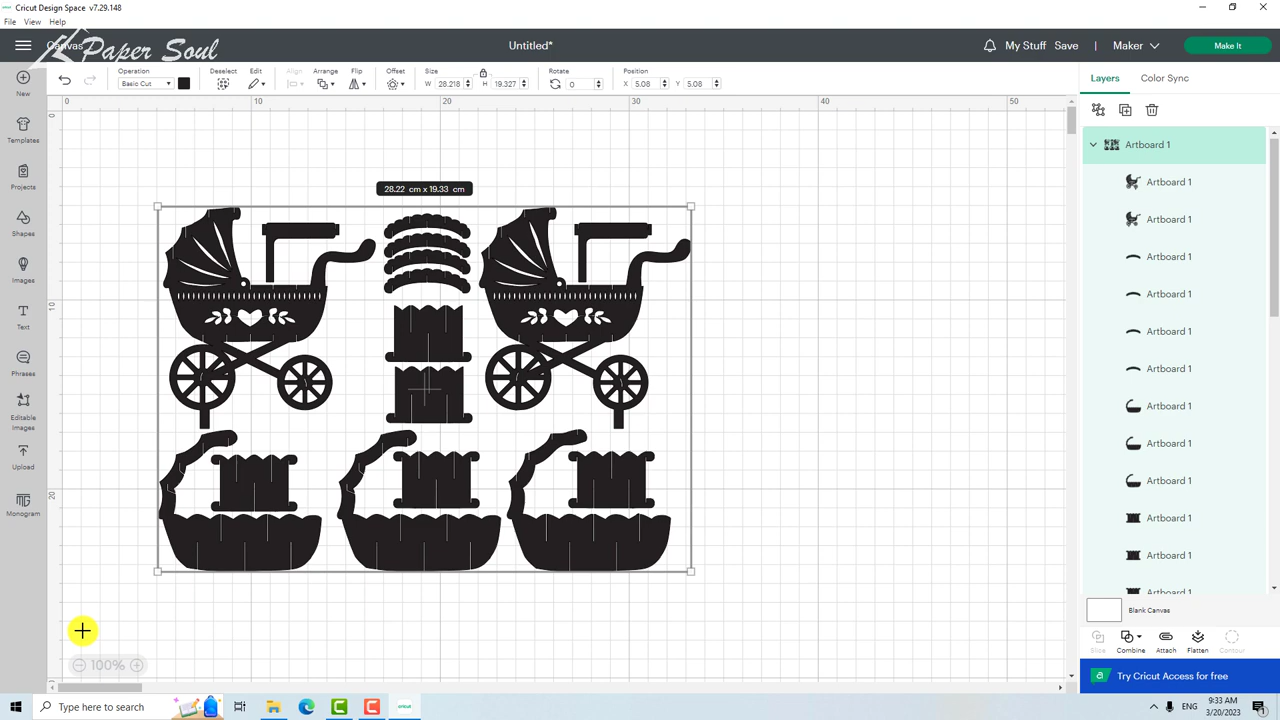 Cricut Design Space v7.29.148
File View Help
Canvas
Paper Soul
Untitled*
My Stuff Save | Maker
Make It
Operation
Basic Cut
Deselect
Edit
Align
Arrange
Flip
Offset
Size
W 28.218 H 19.327
Rotate
0
Position
X 5.08 Y 5.08
Layers
Color Sync
New
Templates
Projects
Shapes
Images
Text
Phrases
Editable
Images
Upload
Monogram
0 10 20 30 40 50
0
10
20
28.22 cm x 19.33 cm
100%
Artboard 1
Artboard 1
Artboard 1
Artboard 1
Artboard 1
Artboard 1
Artboard 1
Artboard 1
Artboard 1
Artboard 1
Artboard 1
Artboard 1
Artboard 1
Blank Canvas
Slice Combine Attach Flatten Contour
a Try Cricut Access for free
Type here to search
cricut
ENG
9:33 AM
3/20/2023
1